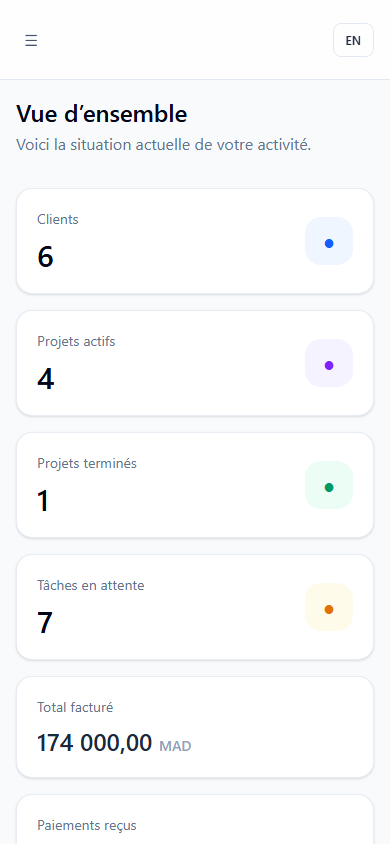 EN
Vue d’ensemble
Voici la situation actuelle de votre activité.
Clients
6
Projets actifs
4
Projets terminés
1
Tâches en attente
7
Total facturé
174 000,00 MAD
Paiements reçus